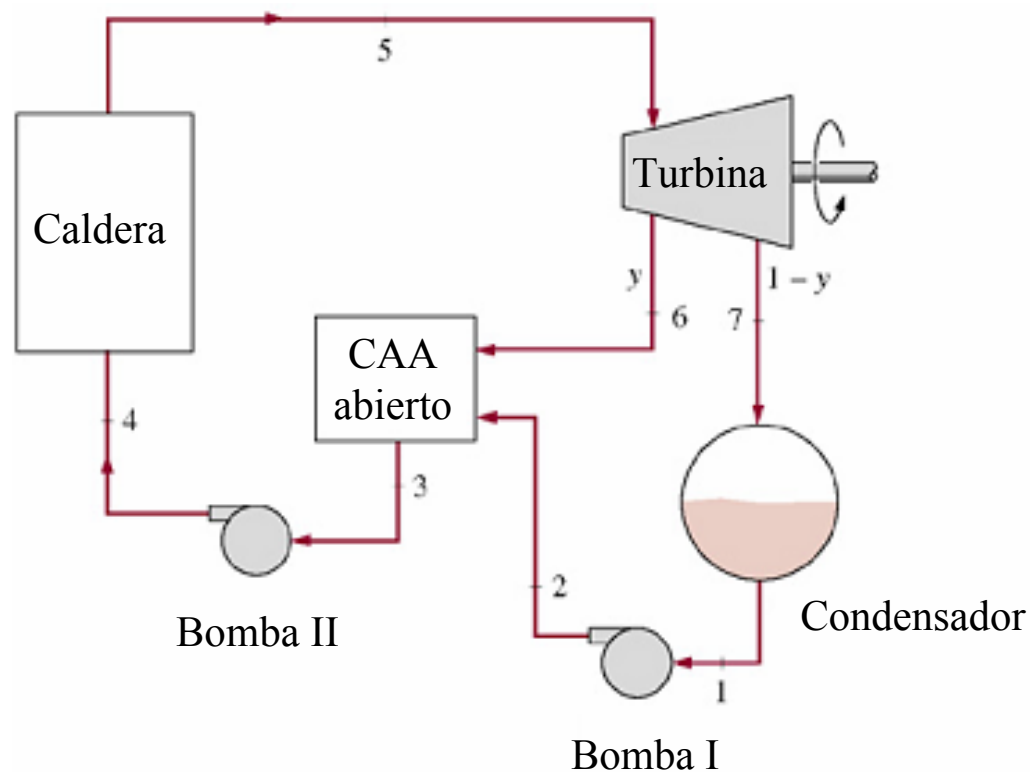 5
Turbina
Caldera
y
1 – y
6
7
CAA
abierto
4
3
2
Condensador
Bomba II
1
Bomba I